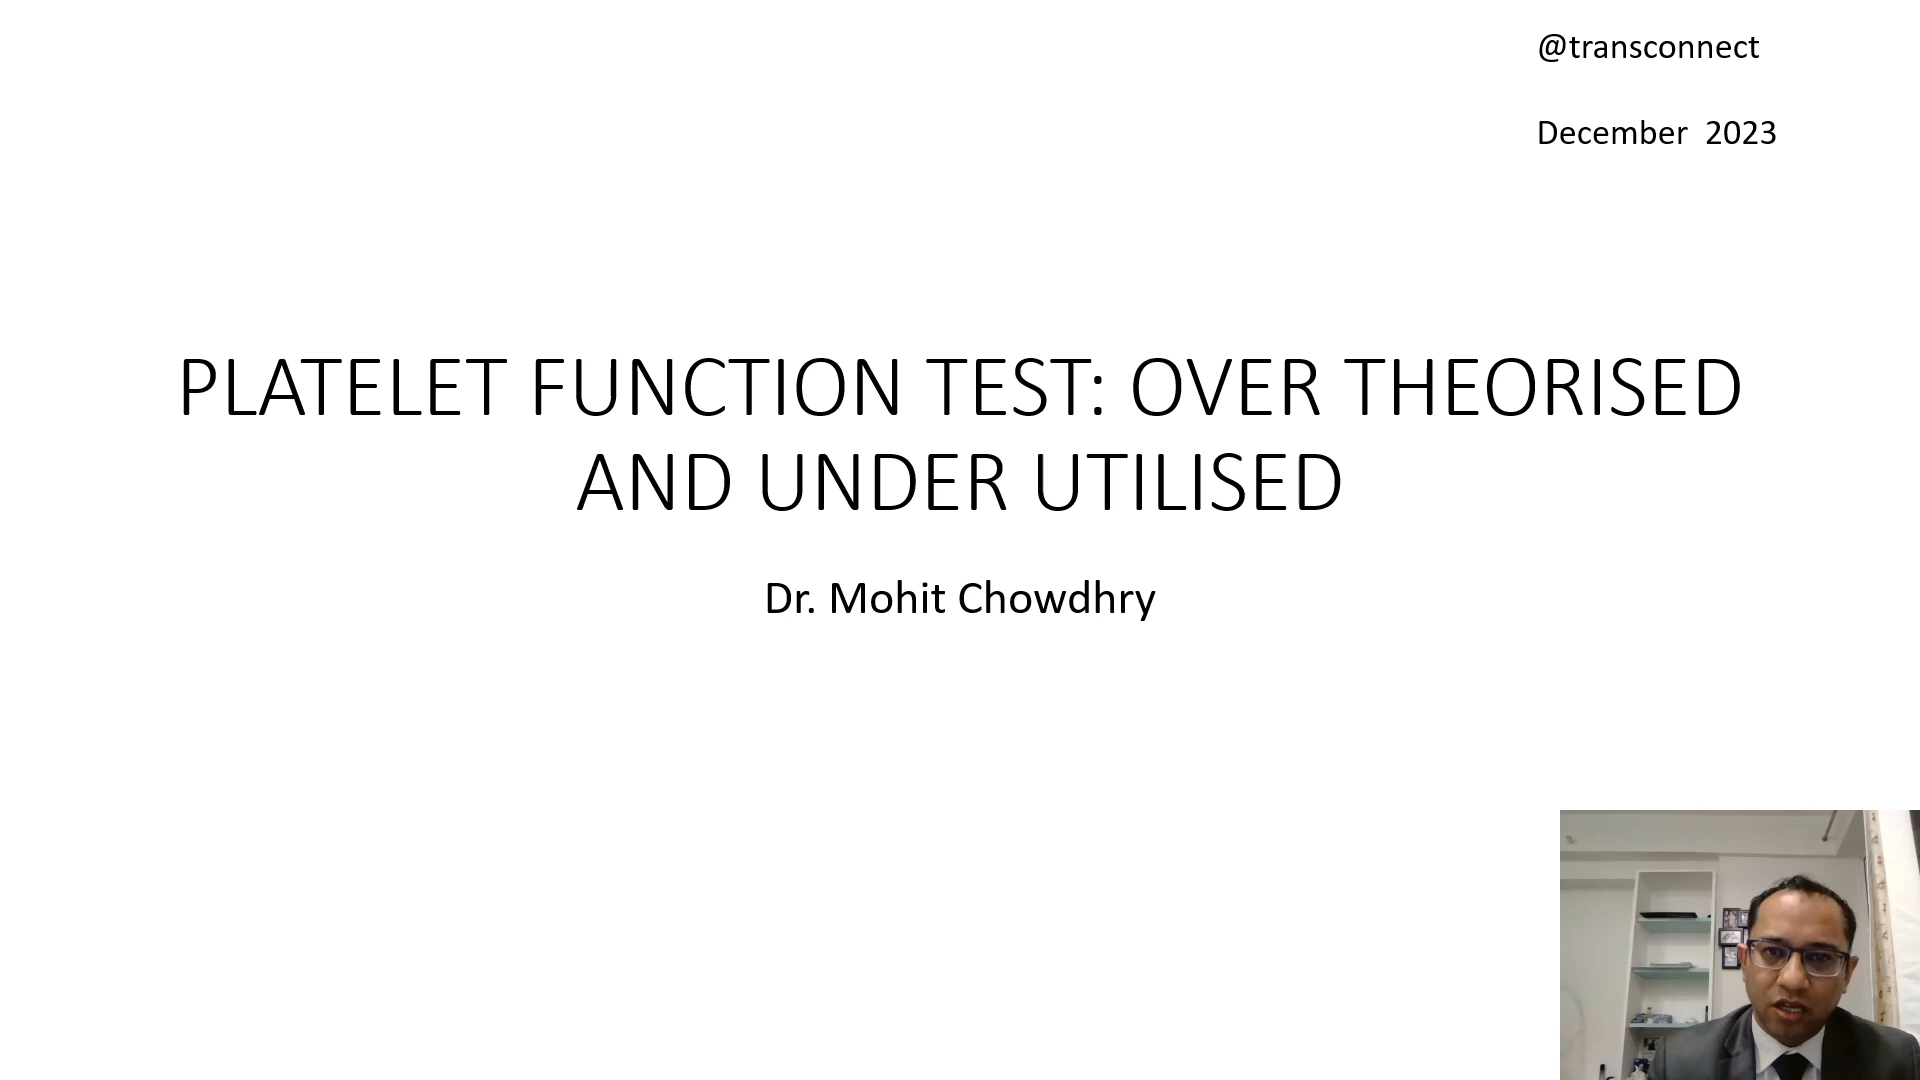 @transconnect
December 2023
PLATELET FUNCTION TEST: OVER THEORISED
AND UNDER UTILISED
Dr. Mohit Chowdhry